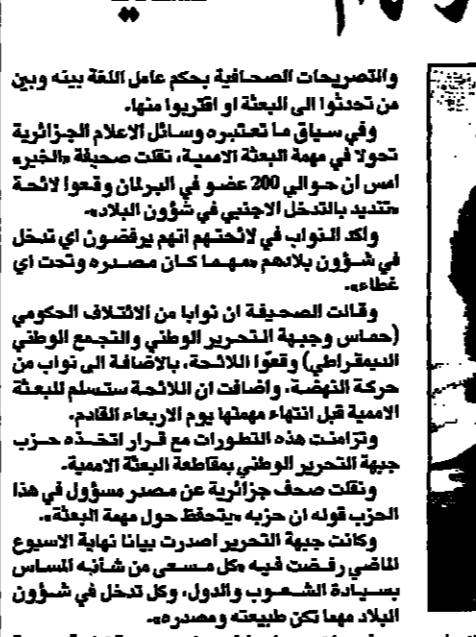 والتصريحات الصحافية بحكم عامل اللغة بينه وبين
من تحدثوا الى البعثة او اقتربوا منها.
وفي سياق ما تعتبره وسائل الاعلام الجزائرية
تحولا في مهمة البعثة الاممية، نقلت صحيفة «الخبر»
امس ان حوالي 200 عضو في البرلمان وقعوا لائحة
«تنديد بالتدخل الاجنبي في شؤون البلاد».
واكد النواب في لائحتهم انهم يرفضون اي تدخل
في شؤون بلادهم «مهما كان مصدره وتحت اي
غطاء».
وقالت الصحيفة ان نوابا من الائتلاف الحكومي
(حماس وجبهة التحرير الوطني والتجمع الوطني
الديمقراطي) وقعوا اللائحة، بالاضافة الى نواب من
حركة النهضة. واضافت ان اللائحة ستسلم للبعثة
الاممية قبل انتهاء مهمتها يوم الاربعاء القادم.
وتزامنت هذه التطورات مع قرار اتخذه حزب
جبهة التحرير الوطني بمقاطعة البعثة الاممية.
ونقلت صحف جزائرية عن مصدر مسؤول في هذا
الحزب قوله ان حزبه «يتحفظ حول مهمة البعثة».
وكانت جبهة التحرير اصدرت بيانا نهاية الاسبوع
الماضي رفضت فيه «كل مسعى من شانه المساس
بسيادة الشعوب والدول، وكل تدخل في شؤون
البلاد مهما تكن طبيعته ومصدره».